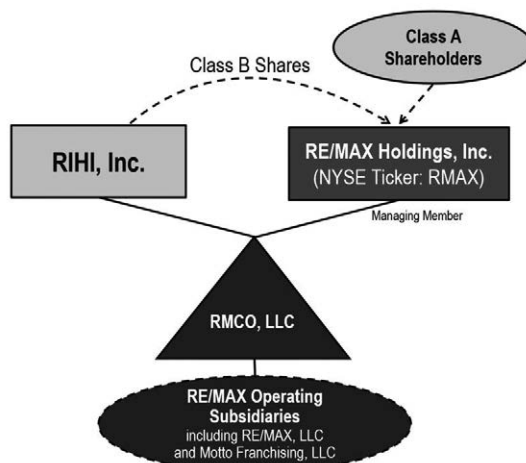 Class A
Shareholders
Class B Shares
RIHI, Inc.
RE/MAX Holdings, Inc.
(NYSE Ticker: RMAX)
Managing Member
RMCO, LLC
RE/MAX Operating
Subsidiaries
including RE/MAX, LLC
and Motto Franchising, LLC